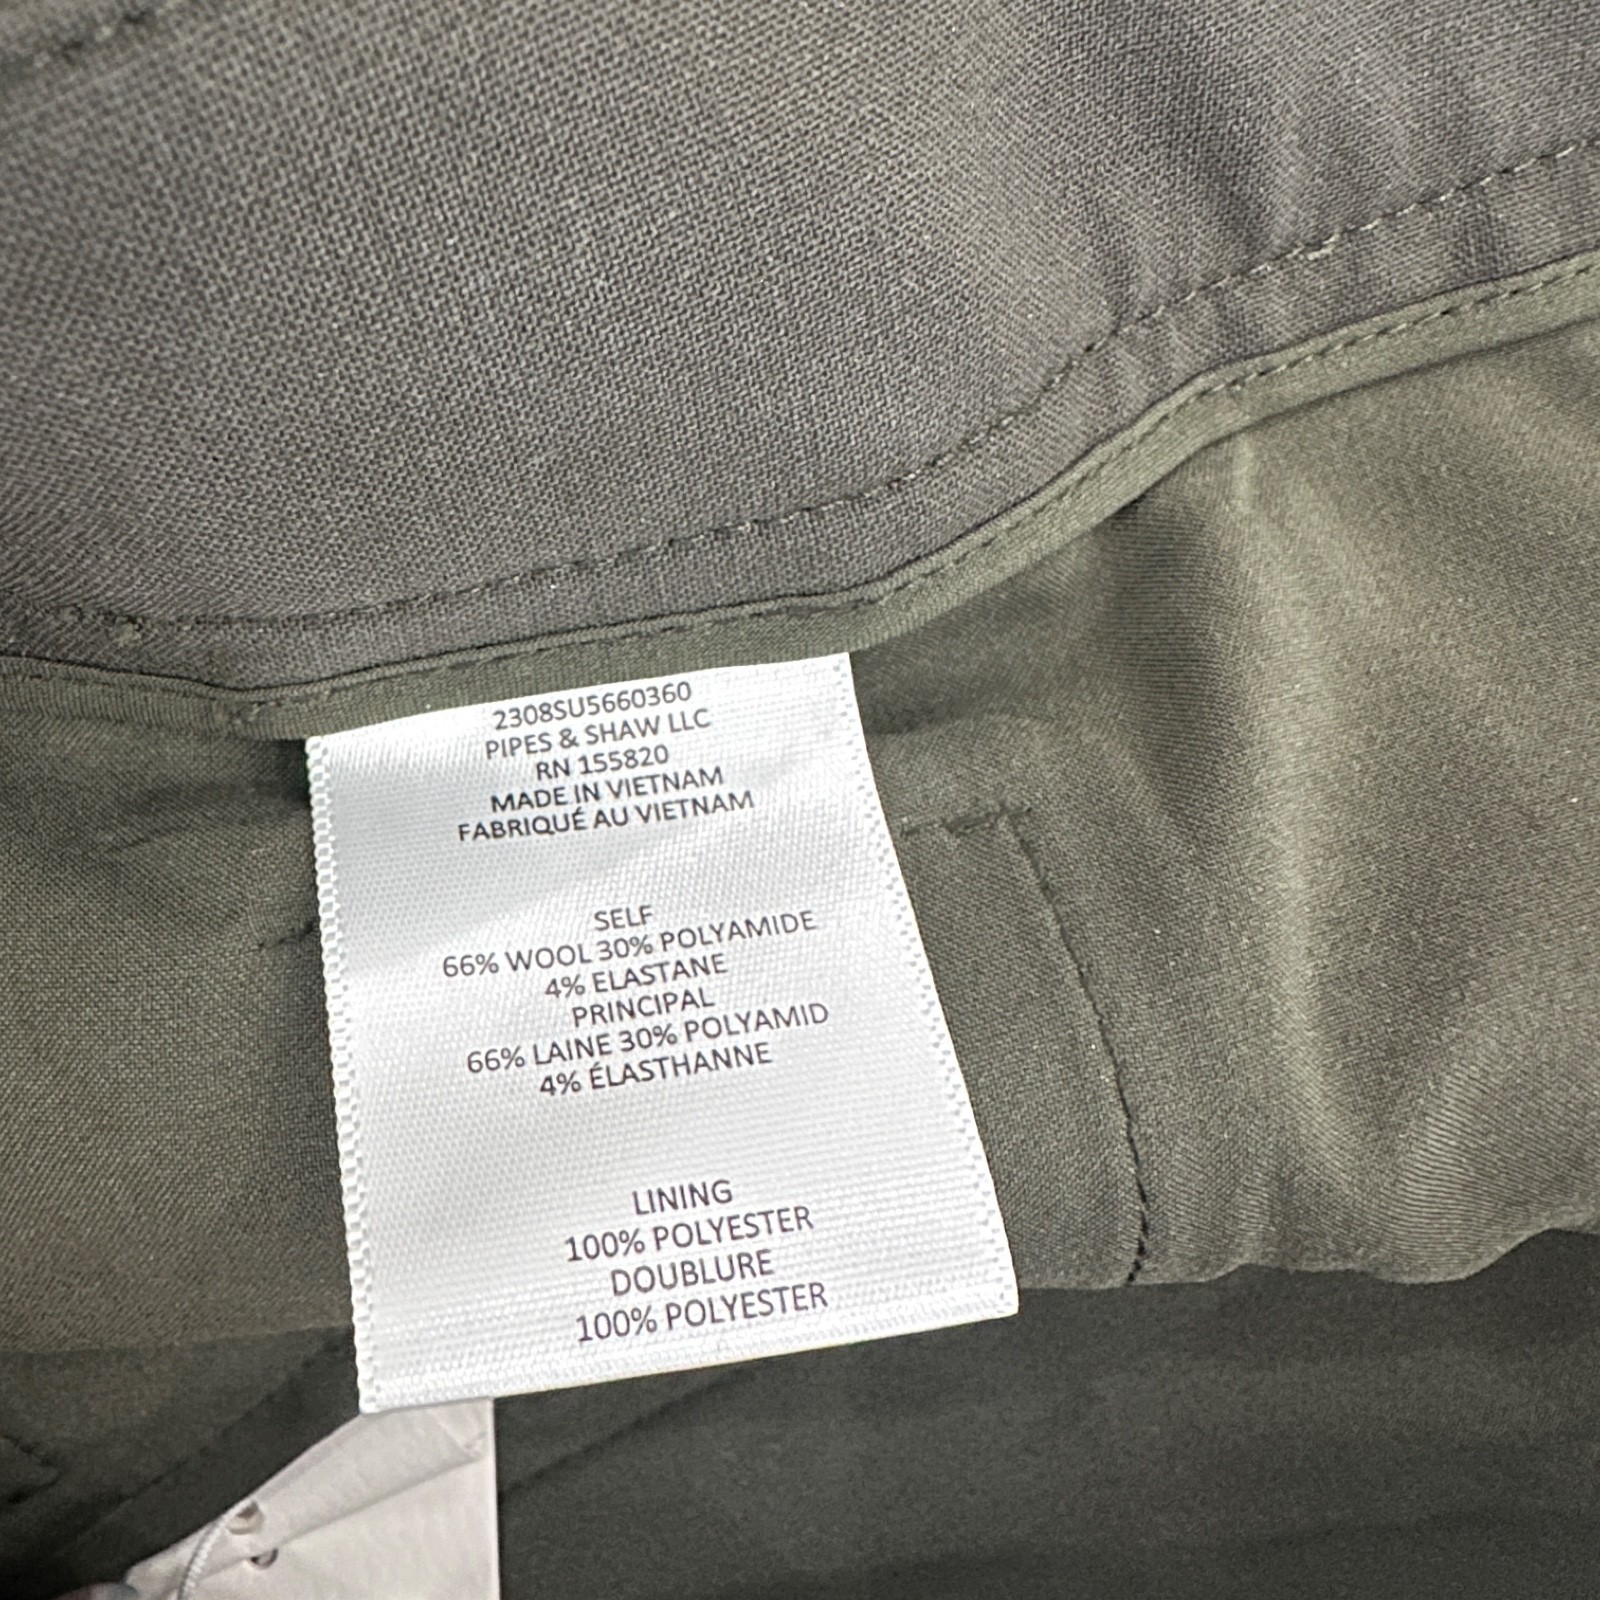 2308SU5660360
PIPES & SHAW LLC
RN 155820
MADE IN VIETNAM
FABRIQUÉ AU VIETNAM
SELF
66% WOOL 30% POLYAMIDE
4% ELASTANE
PRINCIPAL
66% LAINE 30% POLYAMID
4% ÉLASTHANNE
LINING
100% POLYESTER
DOUBLURE
100% POLYESTER